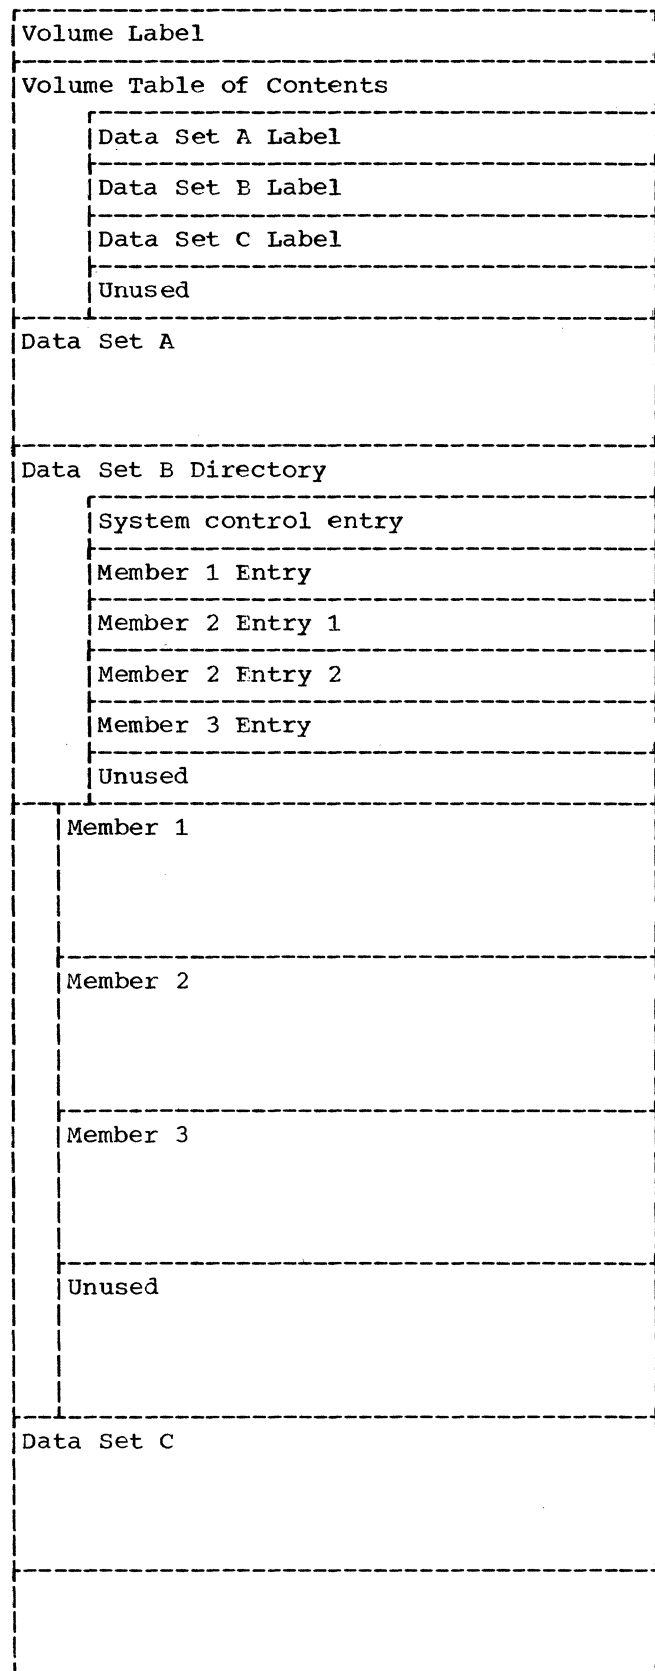 Volume Label
Volume Table of Contents
Data Set A Label
Data Set B Label
Data Set C Label
Unused
Data Set A
Data Set B Directory
System control entry
Member 1 Entry
Member 2 Entry 1
Member 2 Entry 2
Member 3 Entry
Unused
Member 1
Member 2
Member 3
Unused
Data Set C